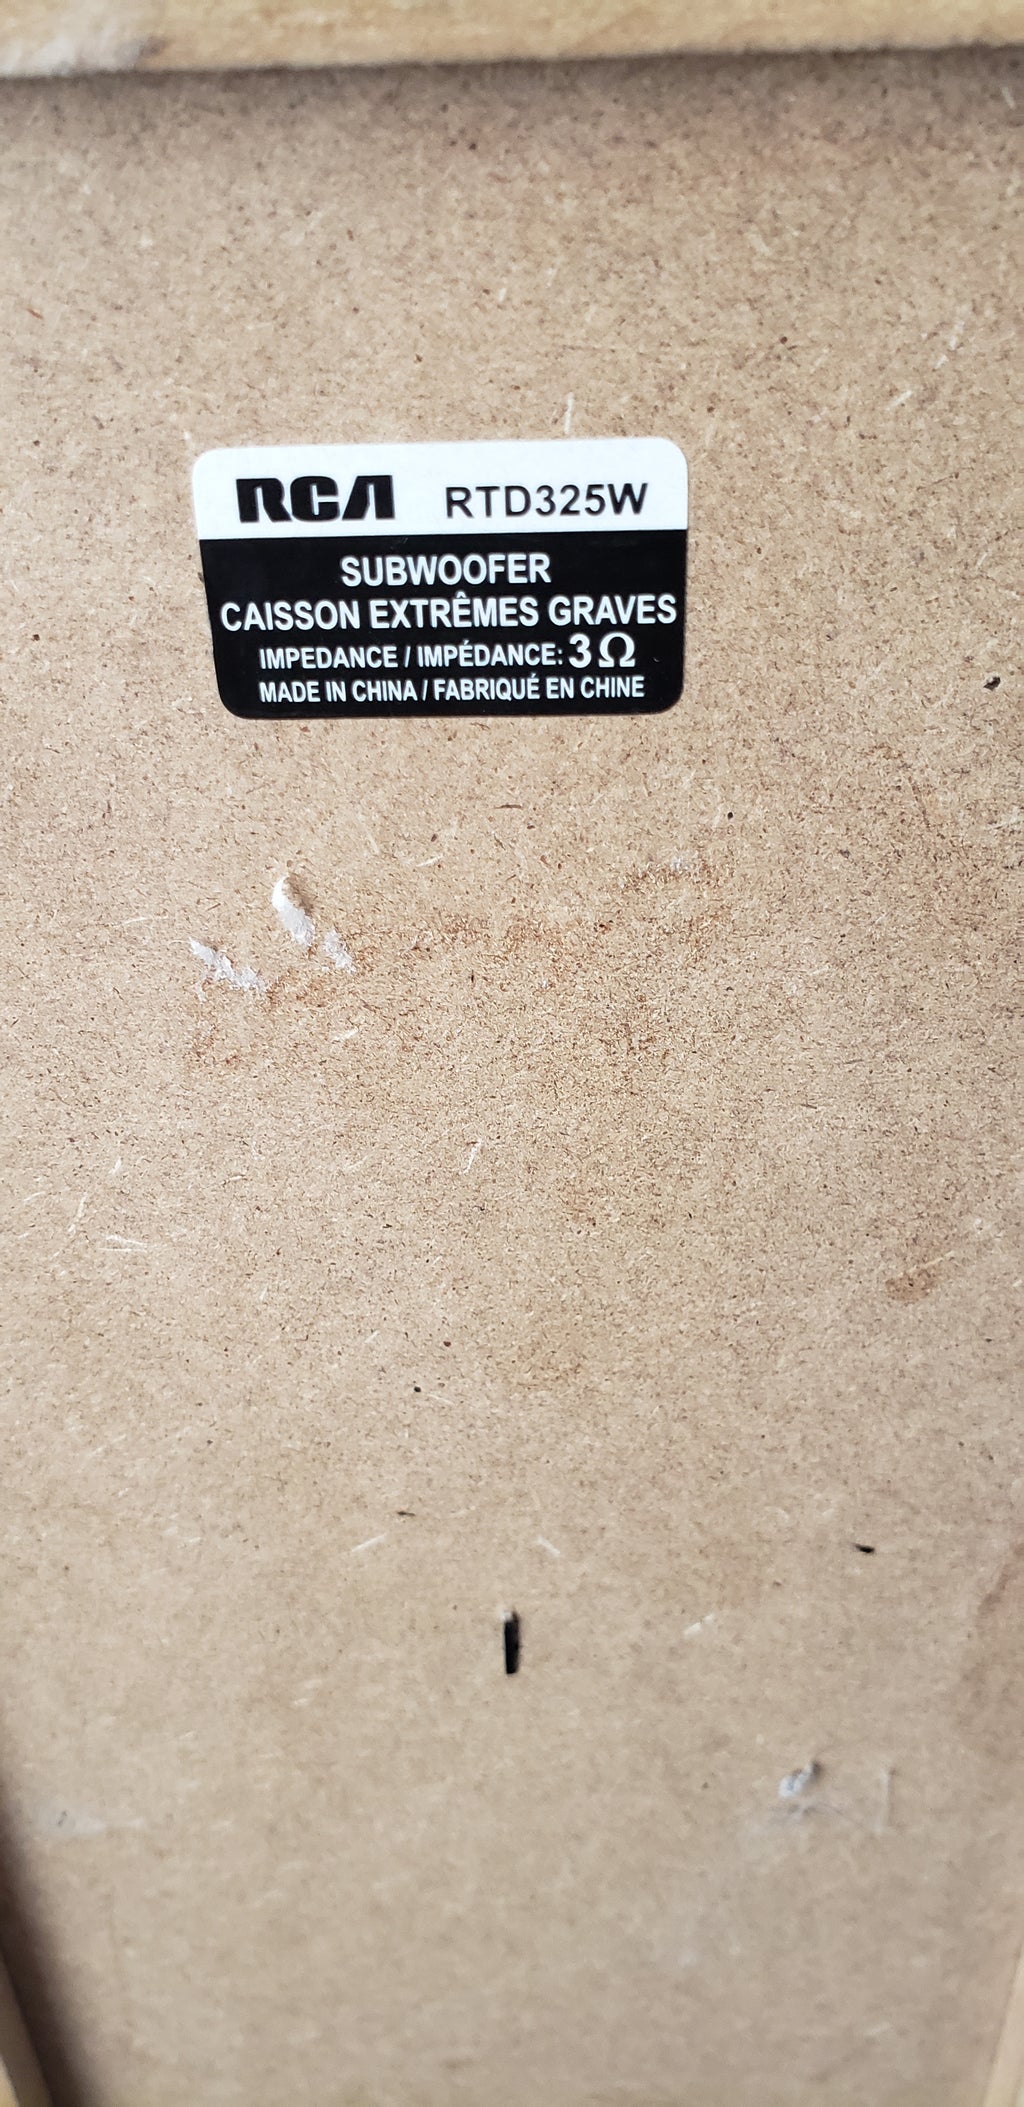 RCA RTD325W
SUBWOOFER
CAISSON EXTRÊMES GRAVES
IMPEDANCE / IMPÉDANCE: 3 Ω
MADE IN CHINA / FABRIQUÉ EN CHINE